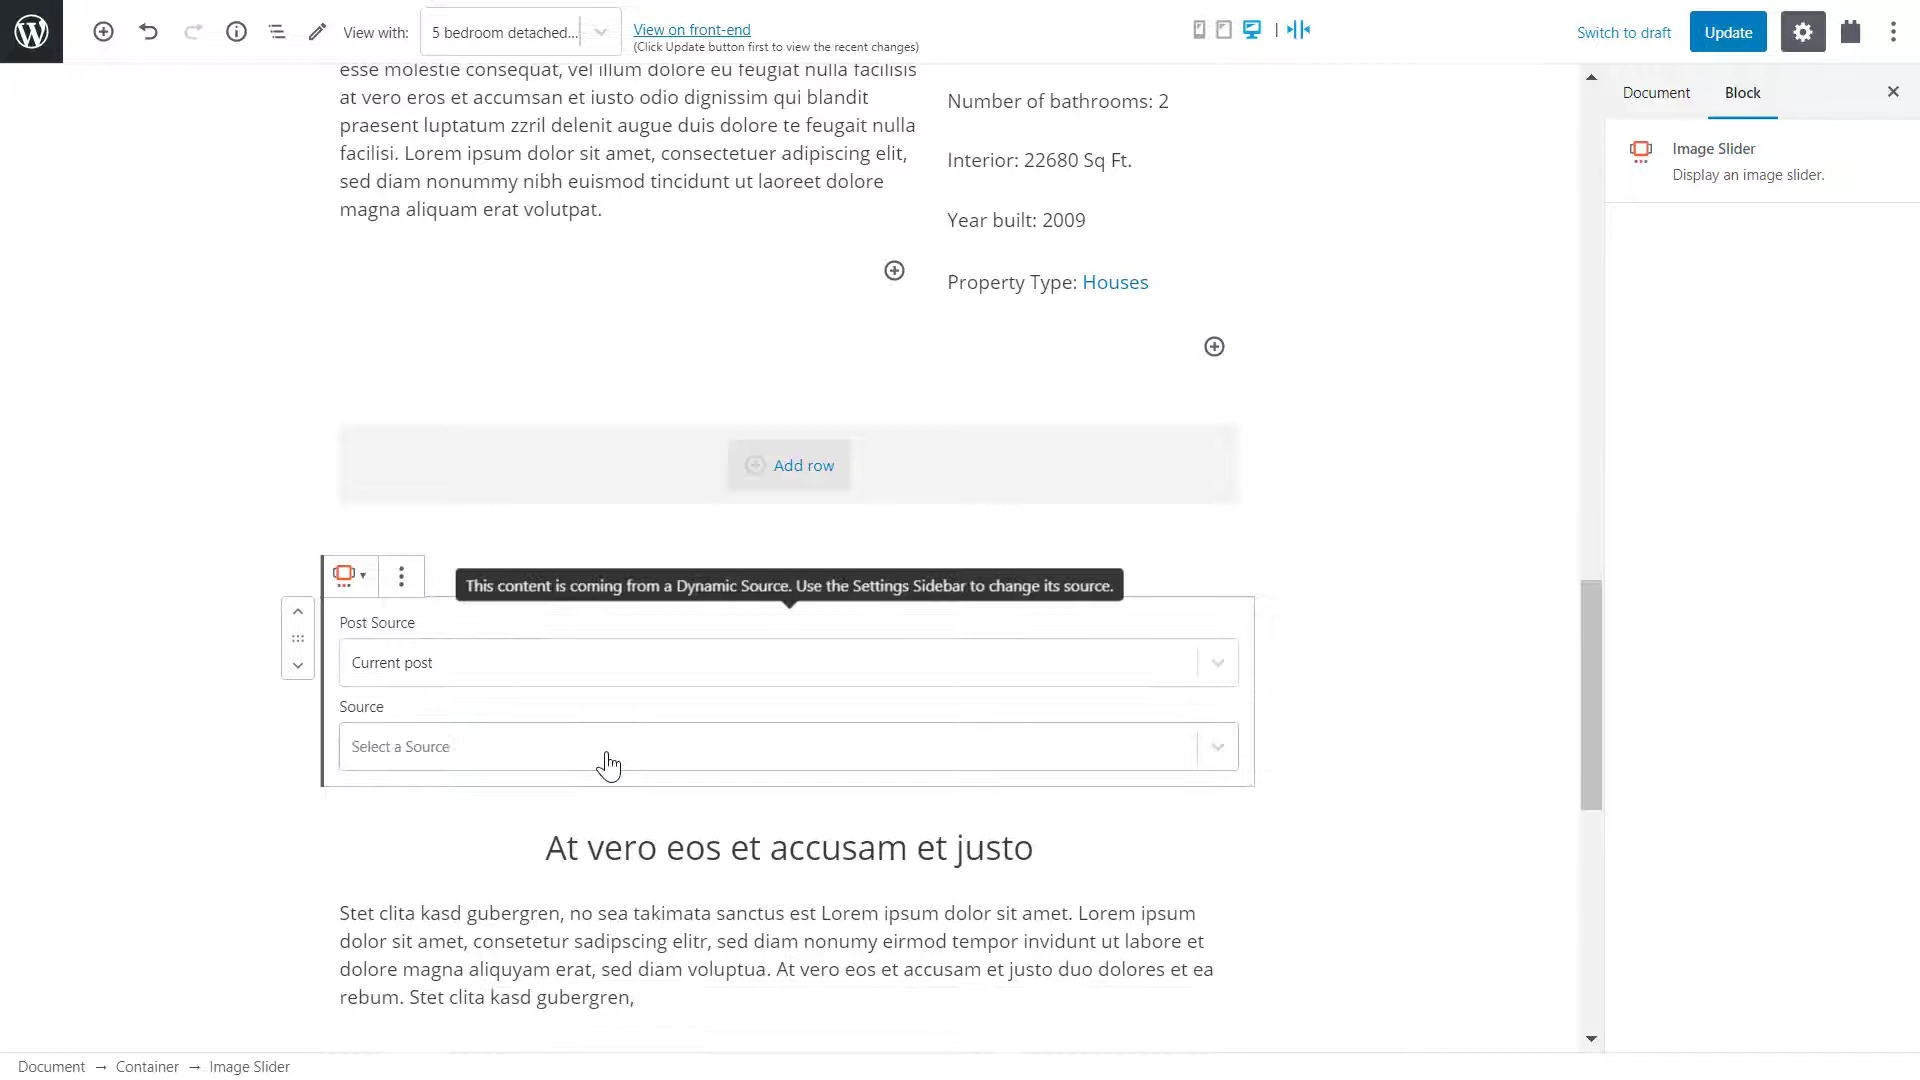 View with:
5 bedroom detached...
View on front-end
(Click Update button first to view the recent changes)
Switch to draft
Update
esse molestie consequat, vel illum dolore eu feugiat nulla facilisis
at vero eros et accumsan et iusto odio dignissim qui blandit
praesent luptatum zzril delenit augue duis dolore te feugait nulla
facilisi. Lorem ipsum dolor sit amet, consectetuer adipiscing elit,
sed diam nonummy nibh euismod tincidunt ut laoreet dolore
magna aliquam erat volutpat.
Number of bathrooms: 2
Interior: 22680 Sq Ft.
Year built: 2009
Property Type: Houses
Add row
This content is coming from a Dynamic Source. Use the Settings Sidebar to change its source.
Post Source
Current post
Source
Select a Source
At vero eos et accusam et justo
Stet clita kasd gubergren, no sea takimata sanctus est Lorem ipsum dolor sit amet. Lorem ipsum
dolor sit amet, consetetur sadipscing elitr, sed diam nonumy eirmod tempor invidunt ut labore et
dolore magna aliquyam erat, sed diam voluptua. At vero eos et accusam et justo duo dolores et ea
rebum. Stet clita kasd gubergren,
Document
Block
Image Slider
Display an image slider.
Document → Container → Image Slider